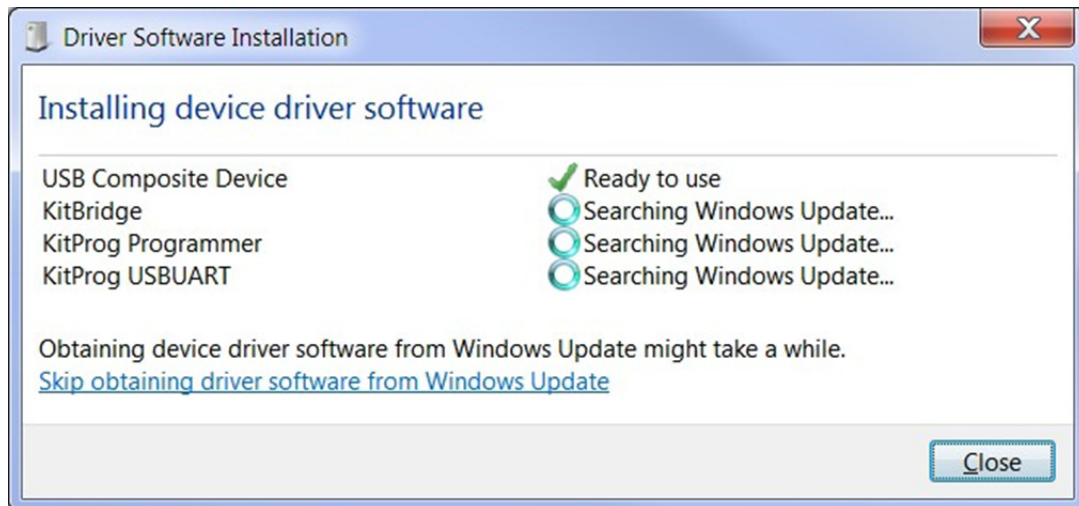 Driver Software Installation
X
Installing device driver software
USB Composite Device Ready to use
KitBridge Searching Windows Update...
KitProg Programmer Searching Windows Update...
KitProg USBUART Searching Windows Update...
Obtaining device driver software from Windows Update might take a while.
Skip obtaining driver software from Windows Update
Close